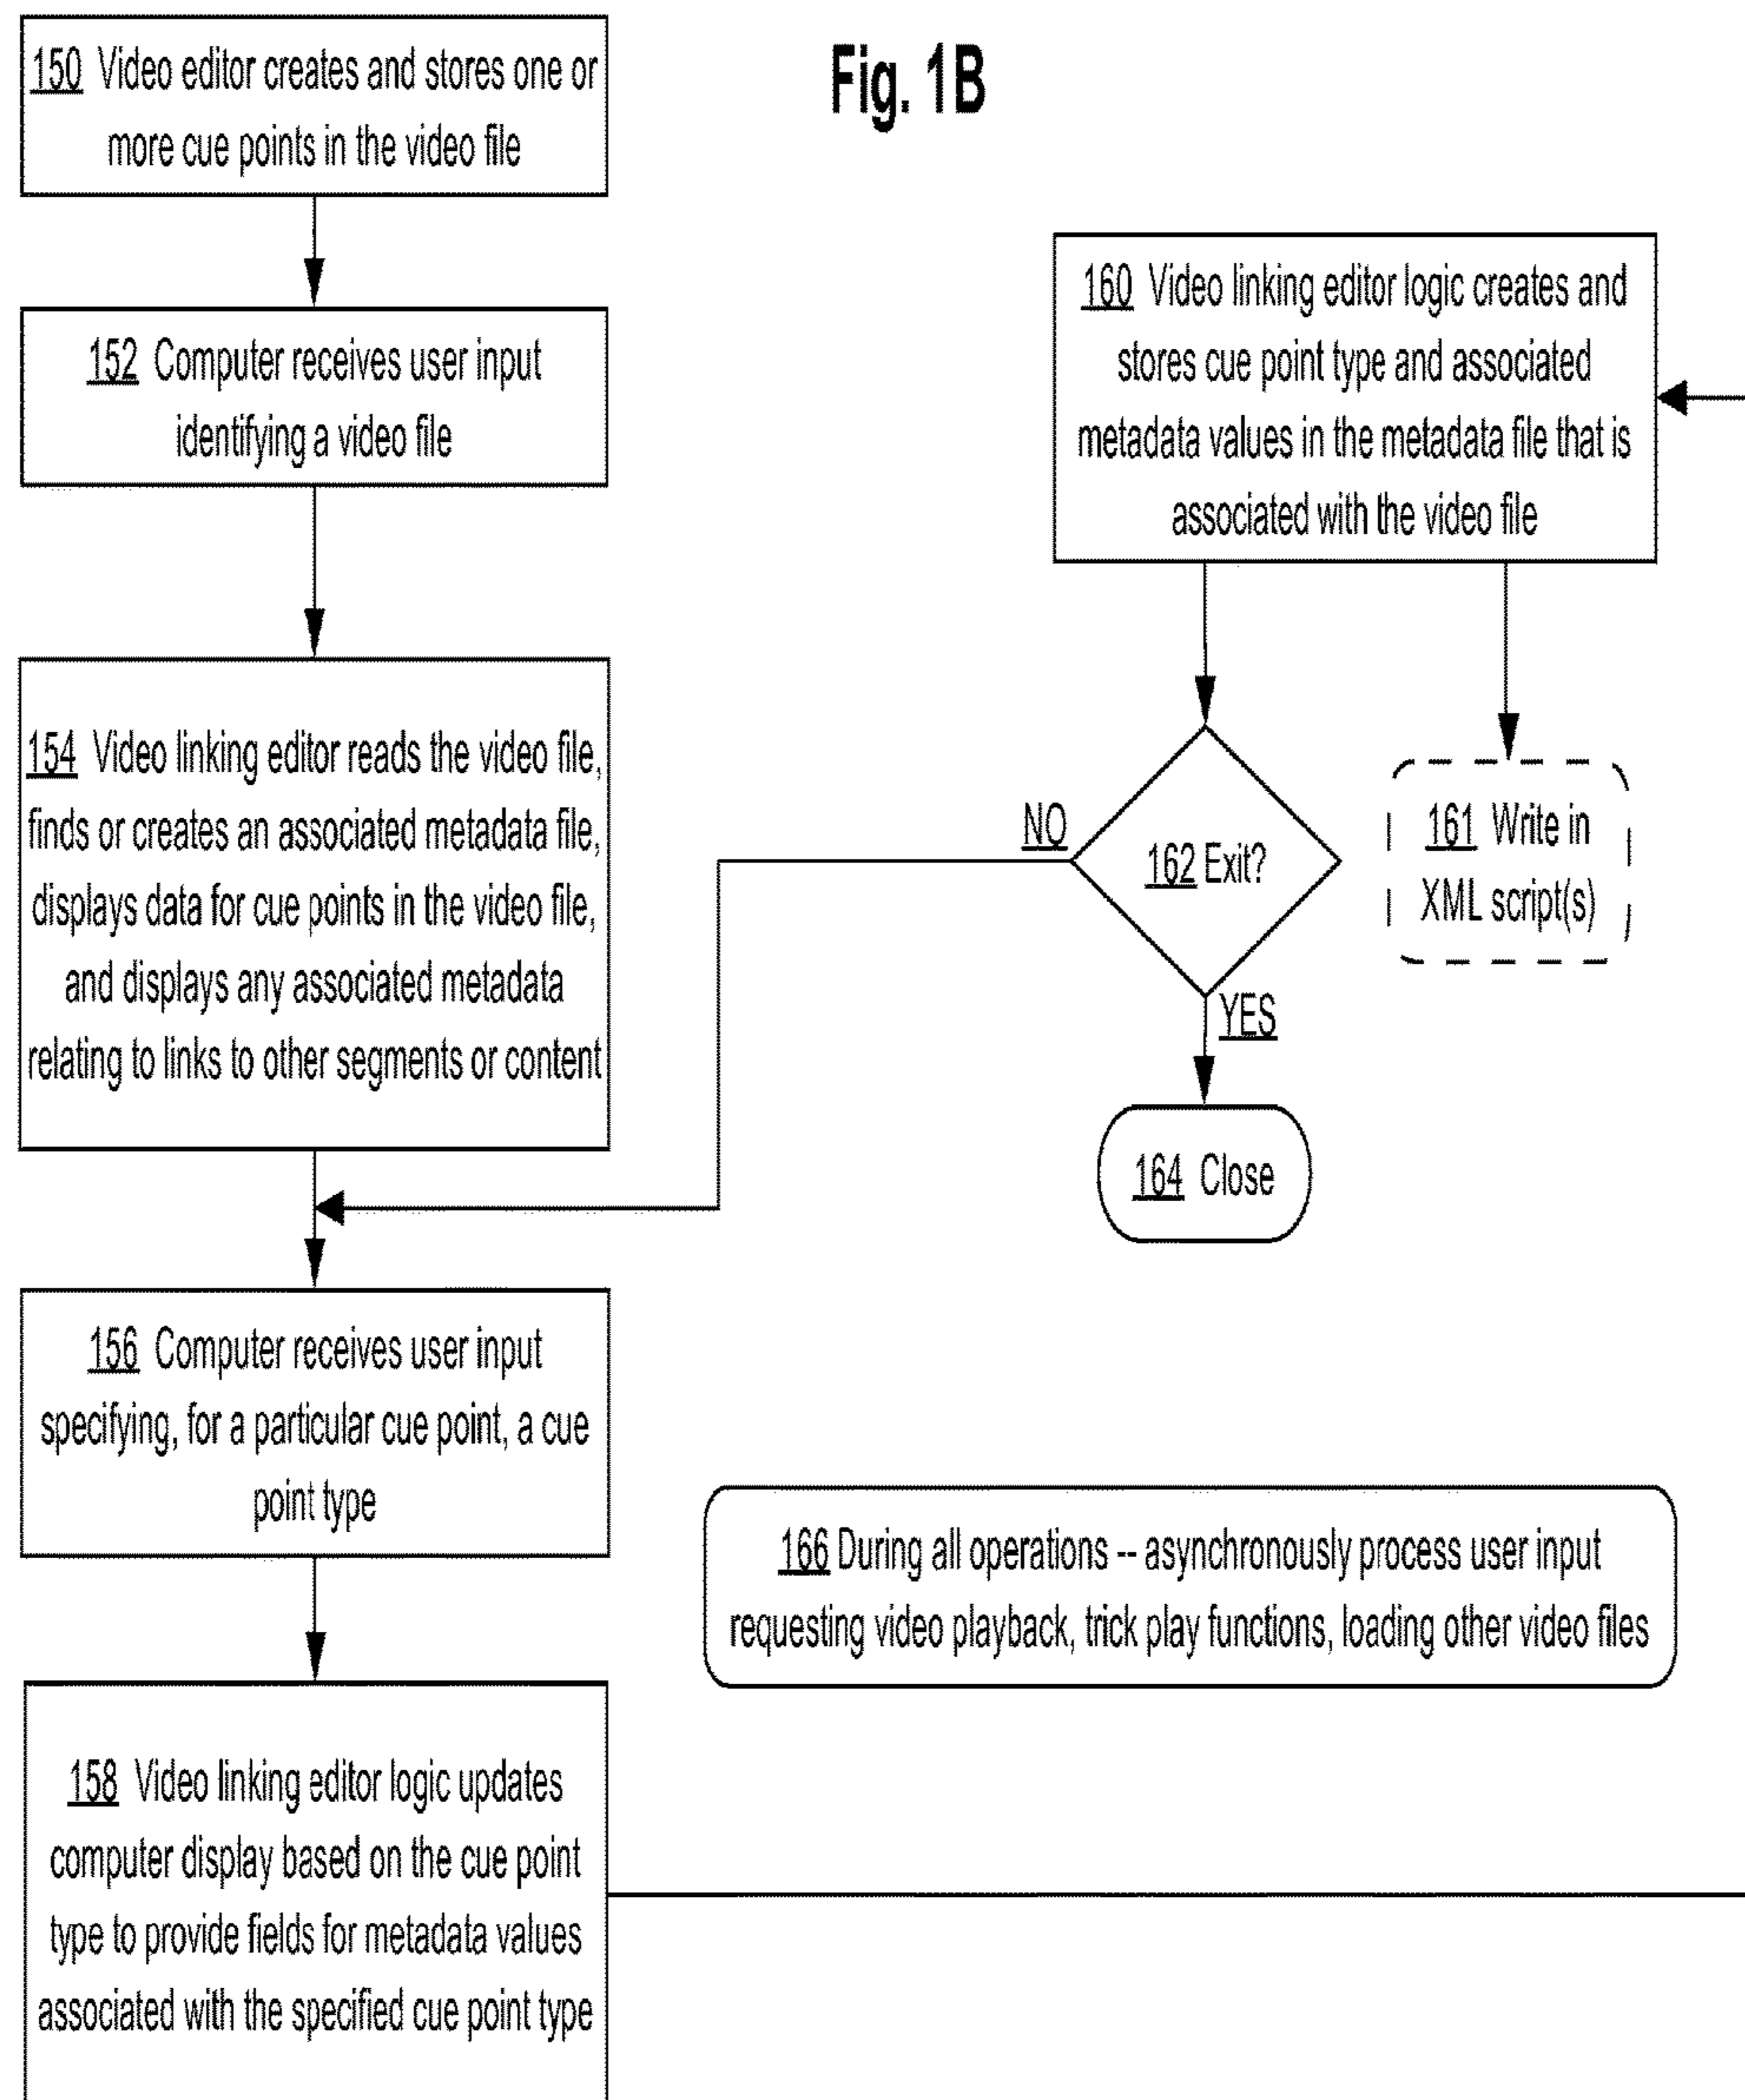 Fig. 1B
150 Video editor creates and stores one or
more cue points in the video file
152 Computer receives user input
identifying a video file
154 Video linking editor reads the video file,
finds or creates an associated metadata file,
displays data for cue points in the video file,
and displays any associated metadata
relating to links to other segments or content
156 Computer receives user input
specifying, for a particular cue point, a cue
point type
158 Video linking editor logic updates
computer display based on the cue point
type to provide fields for metadata values
associated with the specified cue point type
160 Video linking editor logic creates and
stores cue point type and associated
metadata values in the metadata file that is
associated with the video file
161 Write in
XML script(s)
162 Exit?
NO
YES
164 Close
166 During all operations -- asynchronously process user input
requesting video playback, trick play functions, loading other video files